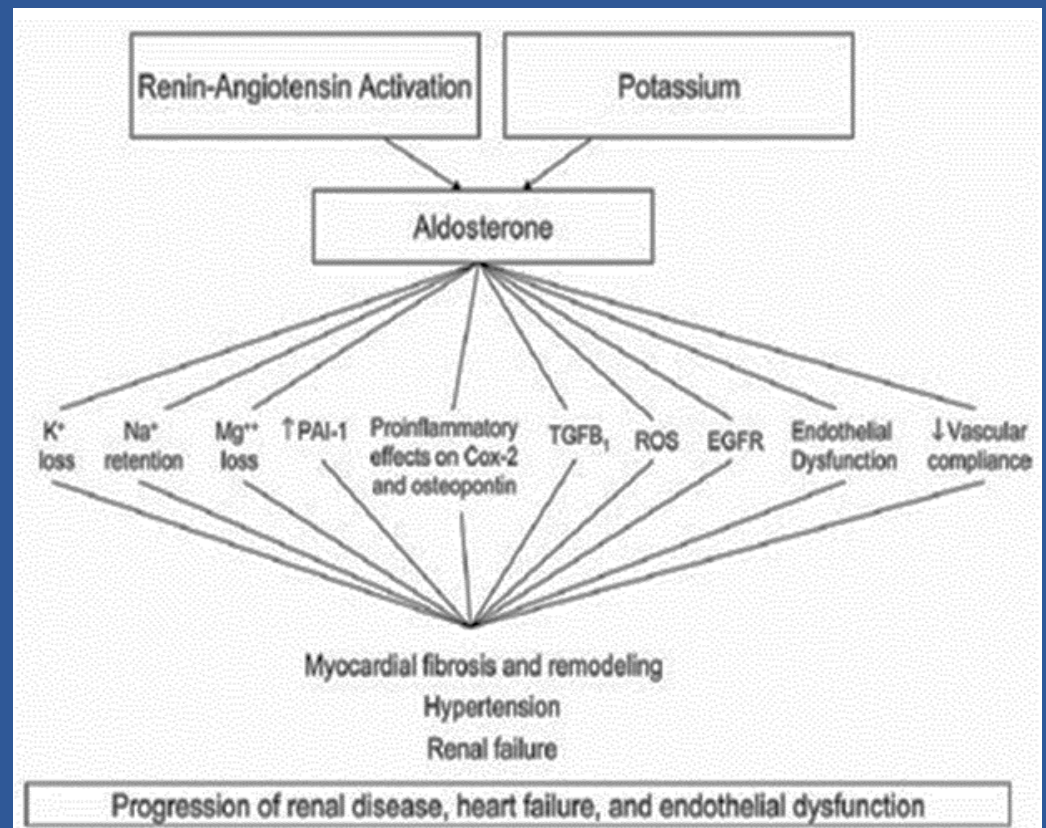 Renin-Angiotensin Activation
Potassium
Aldosterone
K⁺
loss
Na⁺
retention
Mg⁺⁺
loss
↑PAI-1
Proinflammatory
effects on Cox-2
and osteopontin
TGFB₁
ROS
EGFR
Endothelial
Dysfunction
↓Vascular
compliance
Myocardial fibrosis and remodeling
Hypertension
Renal failure
Progression of renal disease, heart failure, and endothelial dysfunction